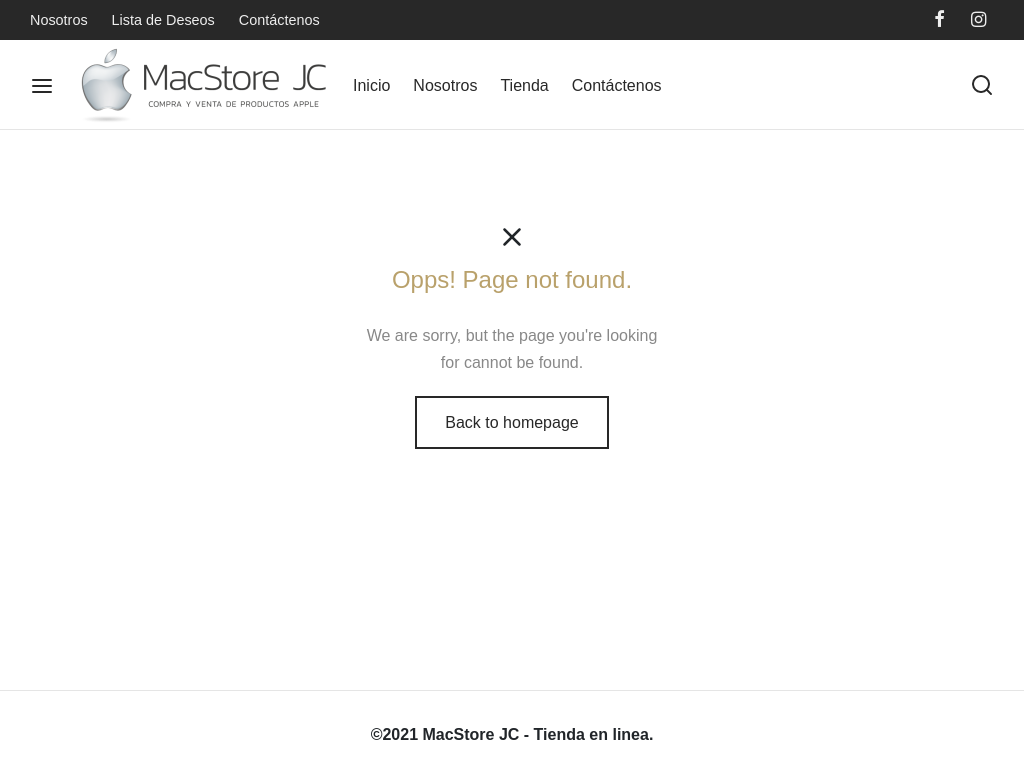 Nosotros Lista de Deseos Contáctenos
MacStore JC
COMPRA Y VENTA DE PRODUCTOS APPLE
Inicio Nosotros Tienda Contáctenos
Opps! Page not found.
We are sorry, but the page you're looking
for cannot be found.
Back to homepage
©2021 MacStore JC - Tienda en linea.